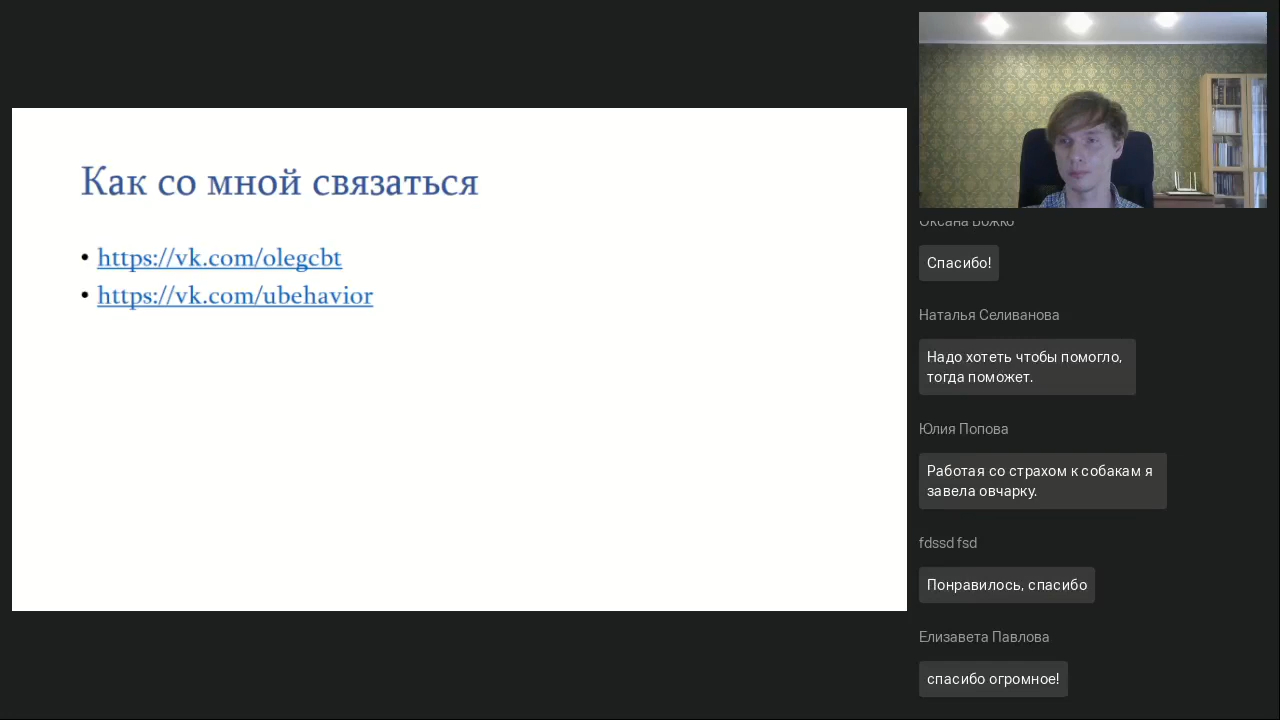 Как со мной связаться
• https://vk.com/olegcbt
• https://vk.com/ubehavior
Оксана Божко
Спасибо!
Наталья Селиванова
Надо хотеть чтобы помогло,
тогда поможет.
Юлия Попова
Работая со страхом к собакам я
завела овчарку.
fdssd fsd
Понравилось, спасибо
Елизавета Павлова
спасибо огромное!